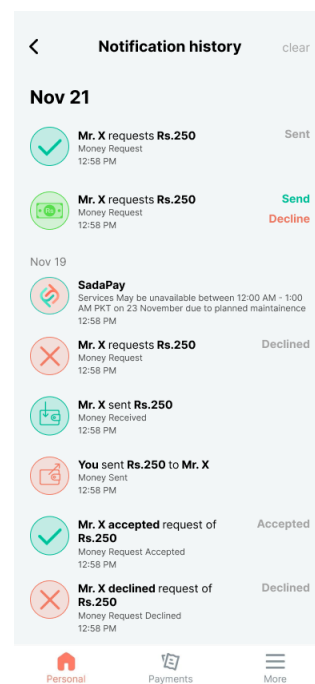 Notification history
clear
Nov 21
Mr. X requests Rs.250
Sent
Money Request
12:58 PM
Mr. X requests Rs.250
Send
Money Request
Decline
12:58 PM
Nov 19
SadaPay
Services May be unavailable between 12:00 AM - 1:00
AM PKT on 23 November due to planned maintainence
12:58 PM
Mr. X requests Rs.250
Declined
Money Request
12:58 PM
Mr. X sent Rs.250
Money Received
12:58 PM
You sent Rs.250 to Mr. X
Money Sent
12:58 PM
Mr. X accepted request of
Accepted
Rs.250
Money Request Accepted
12:58 PM
Mr. X declined request of
Declined
Rs.250
Money Request Declined
12:58 PM
Personal
Payments
More